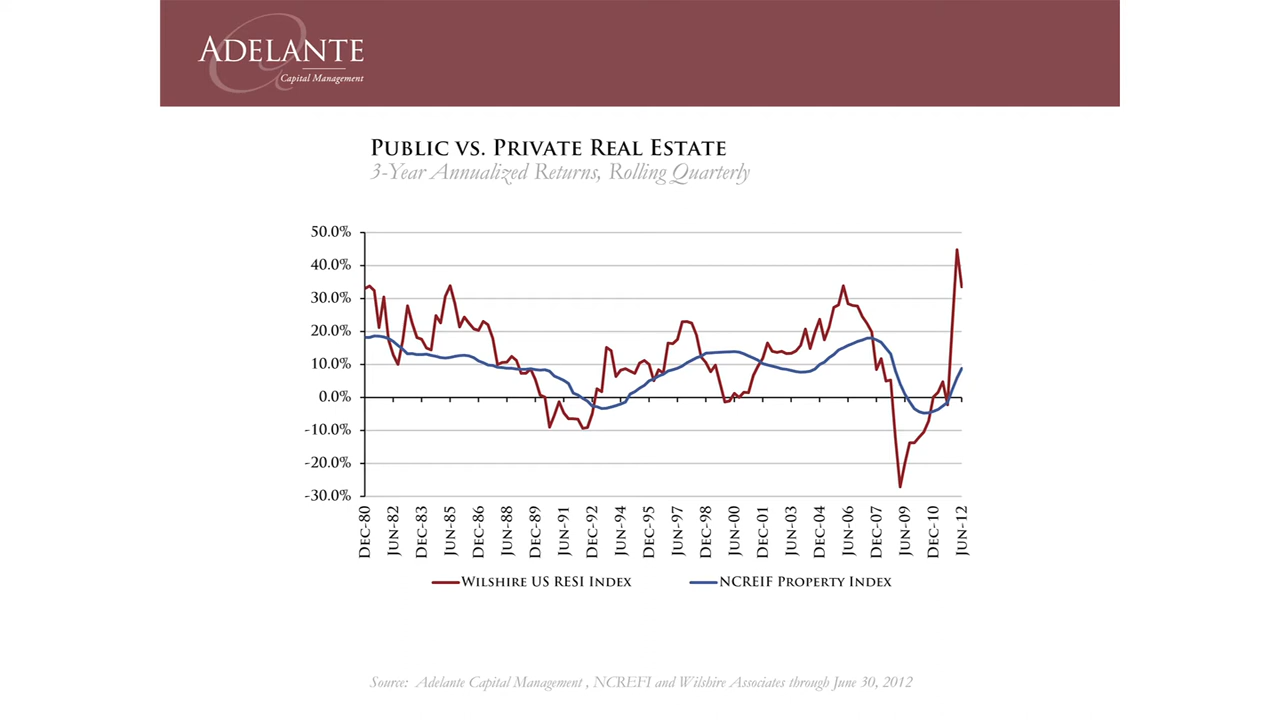 ADELANTE
Capital Management
PUBLIC VS. PRIVATE REAL ESTATE
3-Year Annualized Returns, Rolling Quarterly
50.0%
40.0%
30.0%
20.0%
10.0%
0.0%
-10.0%
-20.0%
-30.0%
DEC-80
JUN-82
DEC-83
JUN-85
DEC-86
JUN-88
DEC-89
JUN-91
DEC-92
JUN-94
DEC-95
JUN-97
DEC-98
JUN-00
DEC-01
JUN-03
DEC-04
JUN-06
DEC-07
JUN-09
DEC-10
JUN-12
WILSHIRE US RESI INDEX
NCREIF PROPERTY INDEX
Source: Adelante Capital Management , NCREFI and Wilshire Associates through June 30, 2012